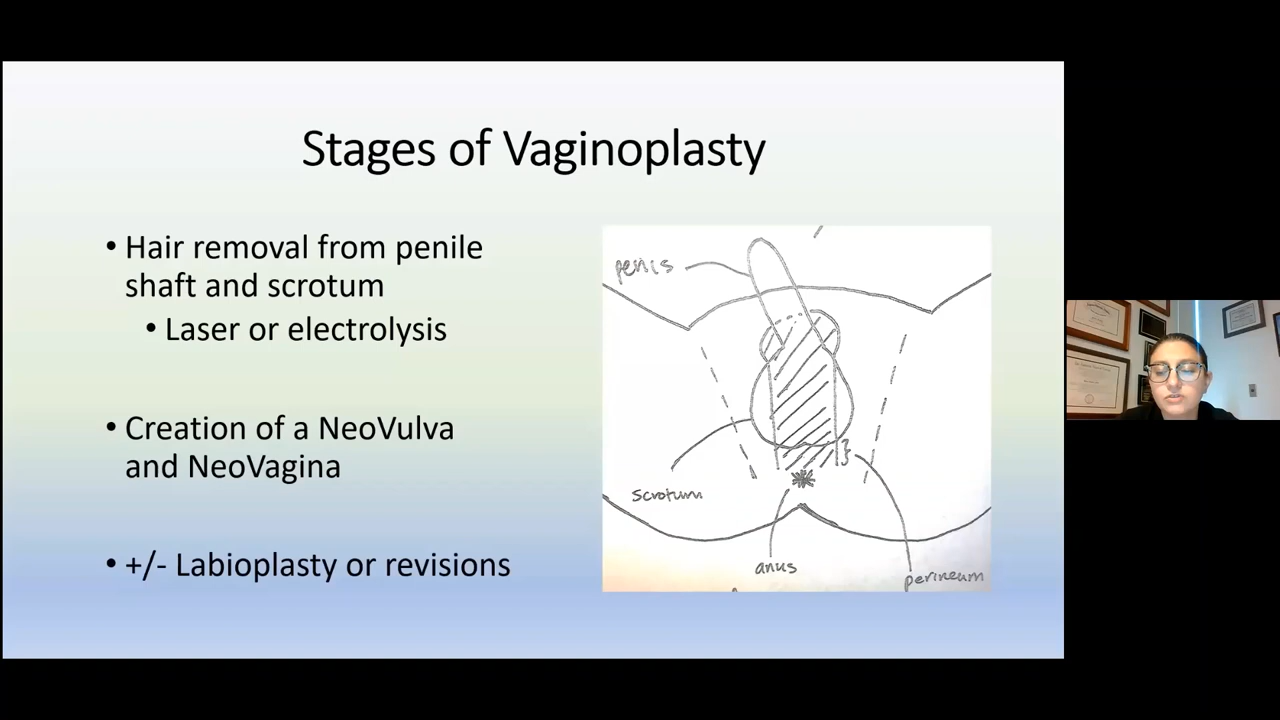 Stages of Vaginoplasty
• Hair removal from penile
shaft and scrotum
• Laser or electrolysis
• Creation of a NeoVulva
and NeoVagina
• +/- Labioplasty or revisions
penis
scrotum
anus
perineum